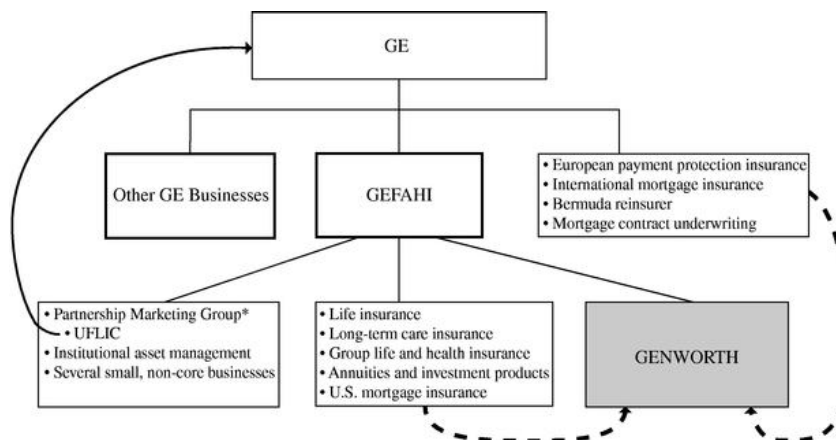 GE
Other GE Businesses
GEFAHI
• European payment protection insurance
• International mortgage insurance
• Bermuda reinsurer
• Mortgage contract underwriting
• Partnership Marketing Group*
• UFLIC
• Institutional asset management
• Several small, non-core businesses
• Life insurance
• Long-term care insurance
• Group life and health insurance
• Annuities and investment products
• U.S. mortgage insurance
GENWORTH